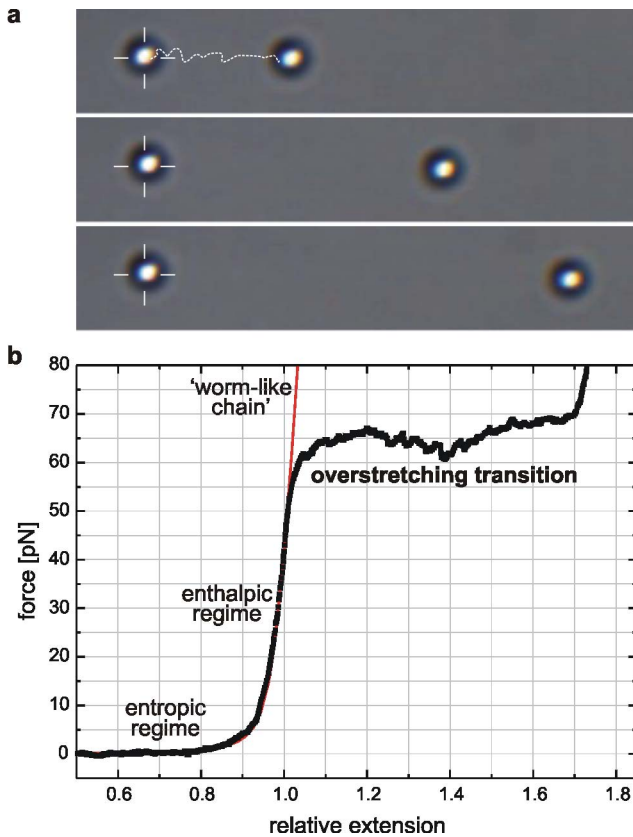 a
b
80
70
60
50
40
30
20
10
0
force [pN]
'worm-like
chain'
overstretching transition
enthalpic
regime
entropic
regime
0.6
0.8
1.0
1.2
1.4
1.6
1.8
relative extension